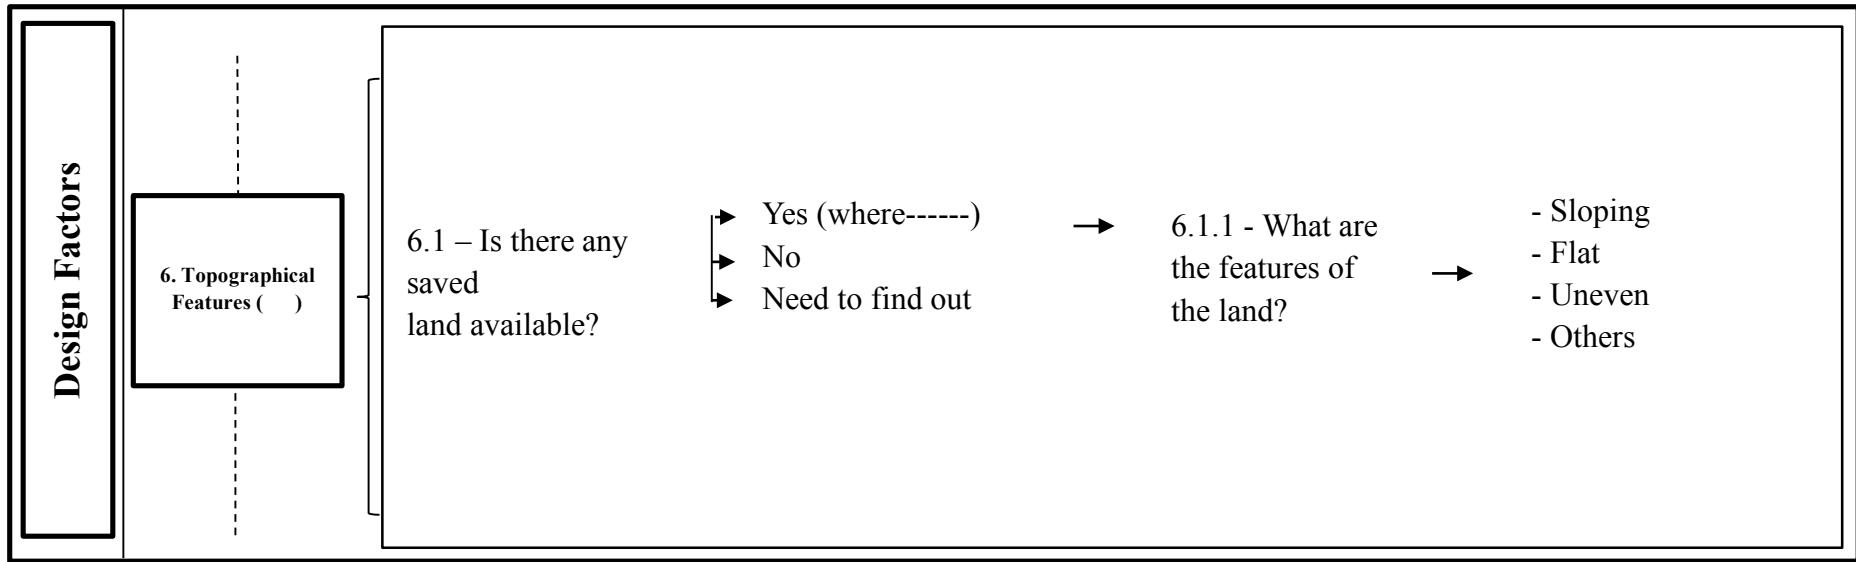 Design Factors
6. Topographical
Features (     )
6.1 – Is there any
saved
land available?
Yes (where------)
No
Need to find out
6.1.1 - What are
the features of
the land?
- Sloping
- Flat
- Uneven
- Others